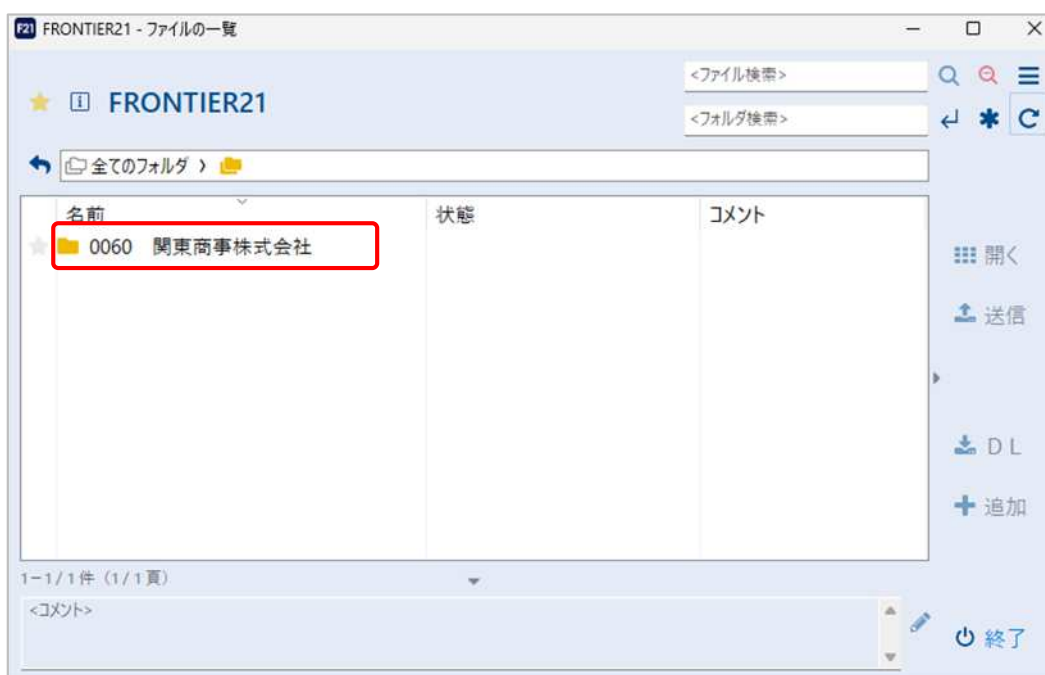 F21 FRONTIER21 - ファイルの一覧
<ファイル検索>
FRONTIER21
<フォルダ検索>
全てのフォルダ
名前 状態 コメント
0060 関東商事株式会社
開く
送信
DL
追加
1-1/1件 (1/1頁)
<コメント>
終了